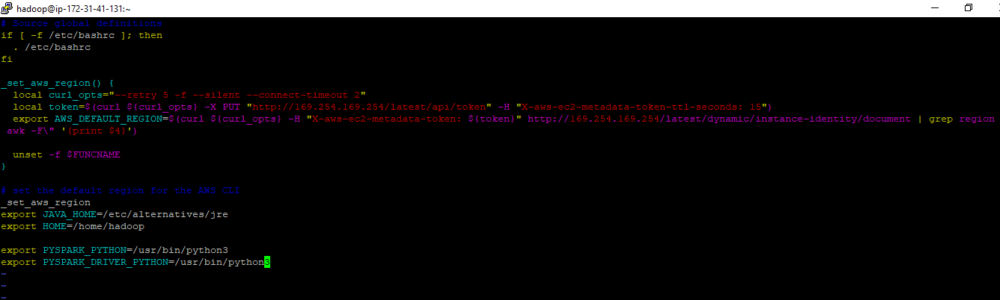 hadoop@ip-172-31-41-131:~
# Source global definitions
if [ -f /etc/bashrc ]; then
  . /etc/bashrc
fi
_set_aws_region() {
  local curl_opts="--retry 5 -f --silent --connect-timeout 2"
  local token=$(curl ${curl_opts} -X PUT "http://169.254.169.254/latest/api/token" -H "X-aws-ec2-metadata-token-ttl-seconds: 15")
  export AWS_DEFAULT_REGION=$(curl ${curl_opts} -H "X-aws-ec2-metadata-token: ${token}" http://169.254.169.254/latest/dynamic/instance-identity/document | grep region
 awk -F\" '{print $4}')
  unset -f $FUNCNAME
}
# set the default region for the AWS CLI
_set_aws_region
export JAVA_HOME=/etc/alternatives/jre
export HOME=/home/hadoop
export PYSPARK_PYTHON=/usr/bin/python3
export PYSPARK_DRIVER_PYTHON=/usr/bin/python3
~
~
~